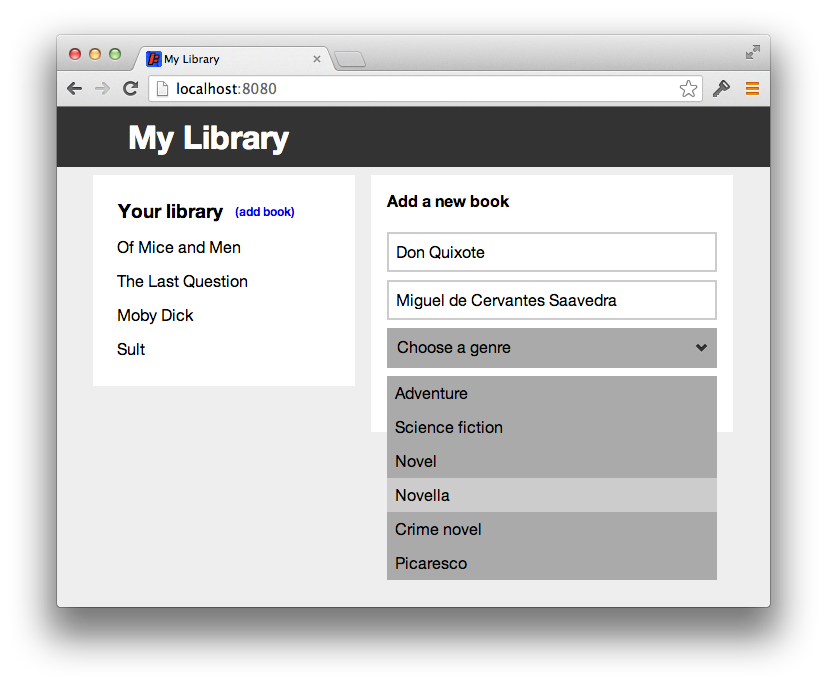 My Library
localhost:8080
My Library
Your library (add book)
Of Mice and Men
The Last Question
Moby Dick
Sult
Add a new book
Don Quixote
Miguel de Cervantes Saavedra
Choose a genre
Adventure
Science fiction
Novel
Novella
Crime novel
Picaresco